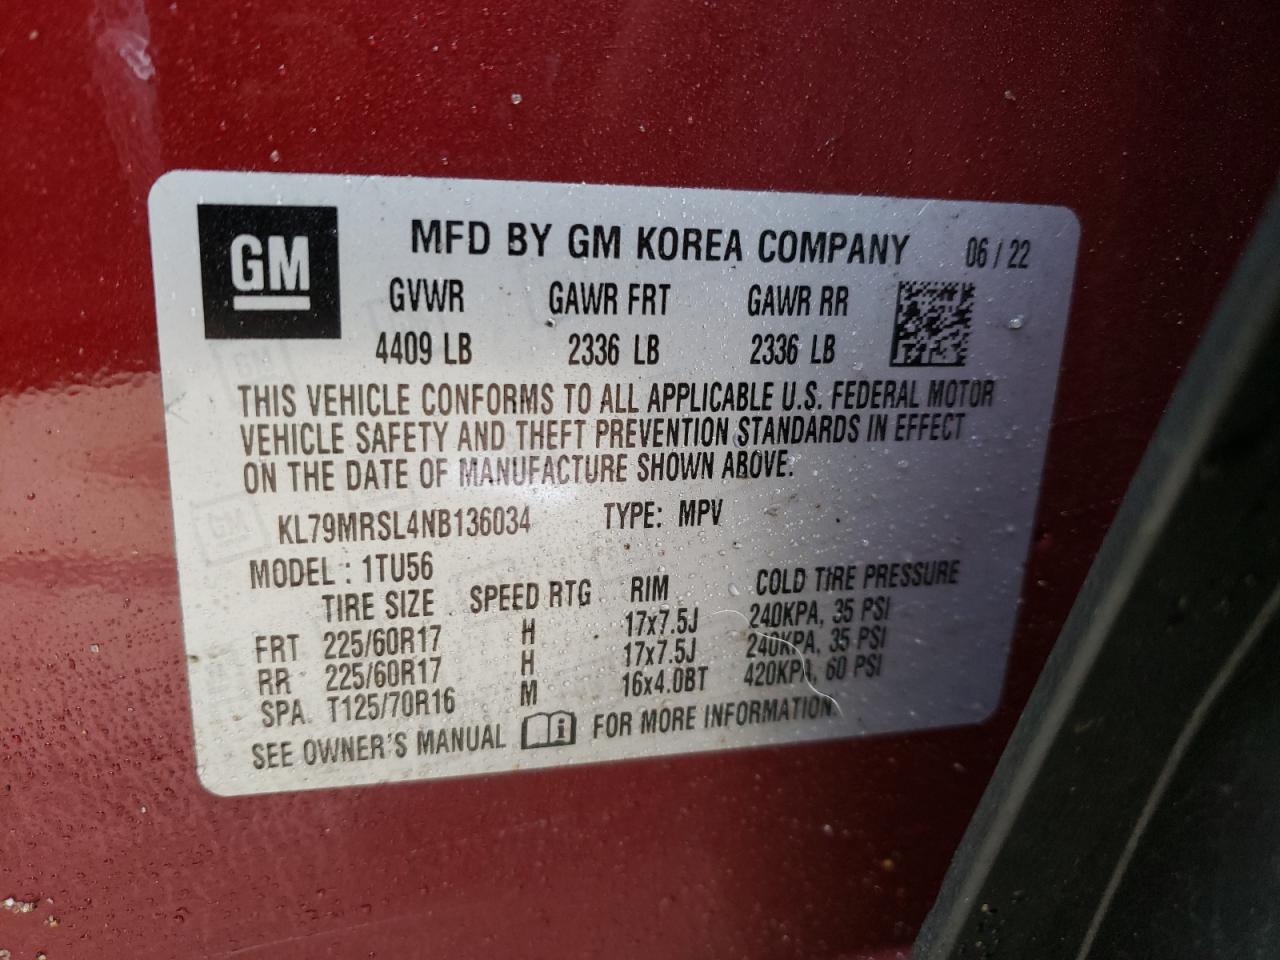 GM
MFD BY GM KOREA COMPANY 06 / 22
GVWR GAWR FRT GAWR RR
4409 LB 2336 LB 2336 LB
THIS VEHICLE CONFORMS TO ALL APPLICABLE U.S. FEDERAL MOTOR
VEHICLE SAFETY AND THEFT PREVENTION STANDARDS IN EFFECT
ON THE DATE OF MANUFACTURE SHOWN ABOVE.
KL79MRSL4NB136034 TYPE: MPV
MODEL : 1TU56
TIRE SIZE SPEED RTG RIM COLD TIRE PRESSURE
FRT 225/60R17 H 17x7.5J 240KPA, 35 PSI
RR 225/60R17 H 17x7.5J 240KPA, 35 PSI
SPA T125/70R16 M 16x4.0BT 420KPA, 60 PSI
SEE OWNER'S MANUAL FOR MORE INFORMATION.